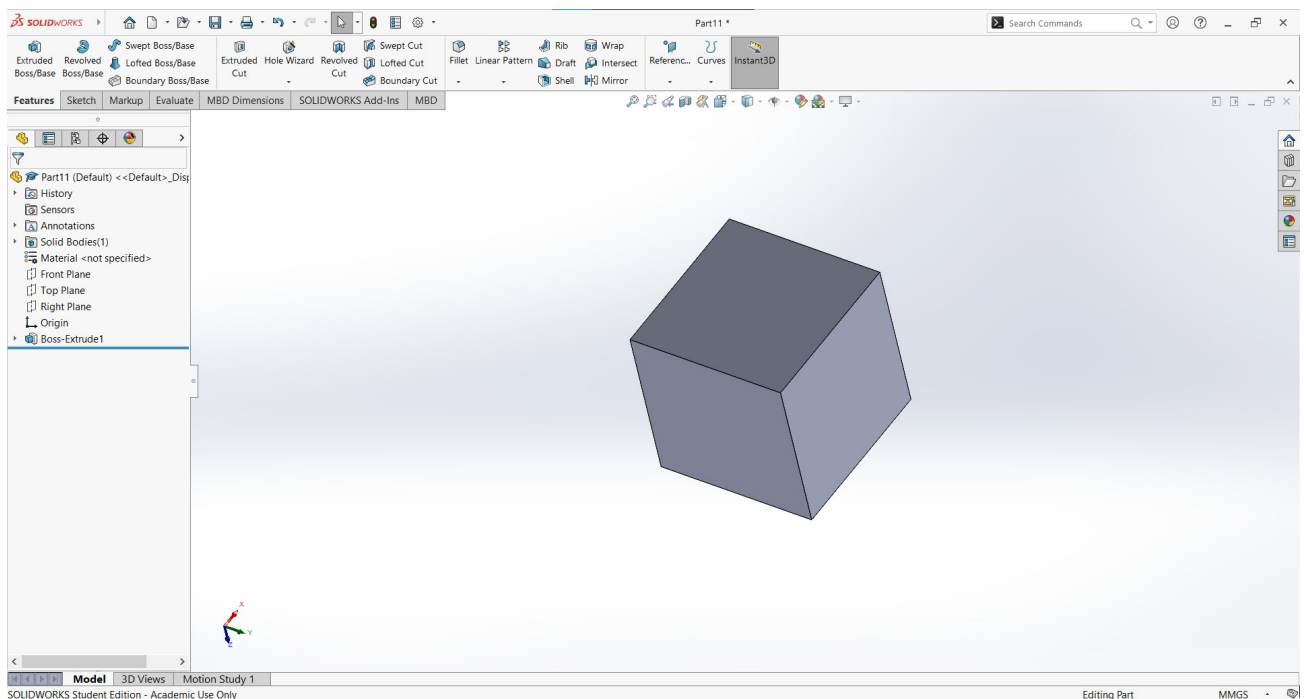 SOLIDWORKS
Part11 *
Search Commands
Extruded Boss/Base
Revolved Boss/Base
Swept Boss/Base
Lofted Boss/Base
Boundary Boss/Base
Extruded Cut
Hole Wizard
Revolved Cut
Swept Cut
Lofted Cut
Boundary Cut
Fillet
Linear Pattern
Rib
Draft
Shell
Wrap
Intersect
Mirror
Referenc...
Curves
Instant3D
Features Sketch Markup Evaluate MBD Dimensions SOLIDWORKS Add-Ins MBD
Part11 (Default) <<Default>_Disp
History
Sensors
Annotations
Solid Bodies(1)
Material <not specified>
Front Plane
Top Plane
Right Plane
Origin
Boss-Extrude1
X
Y
Z
Model 3D Views Motion Study 1
SOLIDWORKS Student Edition - Academic Use Only
Editing Part
MMGS